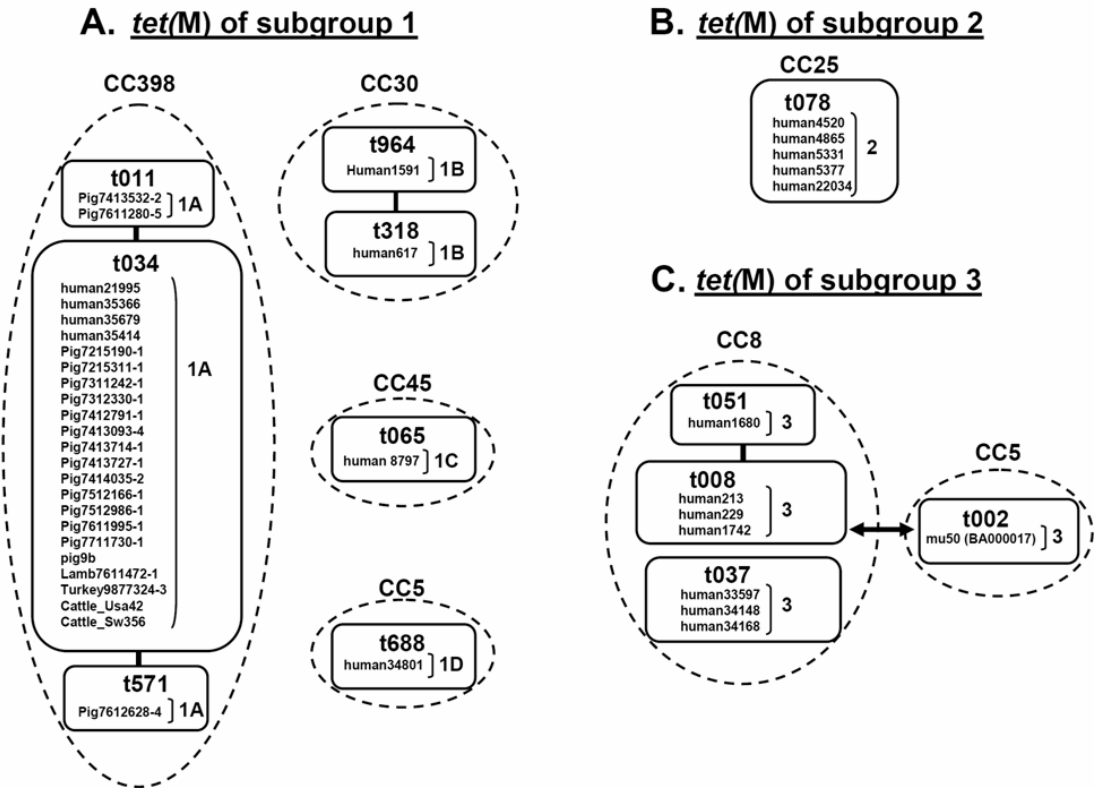 A. tet(M) of subgroup 1
CC398
t011
Pig7413532-2
Pig7611280-5
1A
t034
human21995
human35366
human35679
human35414
Pig7215190-1
Pig7215311-1
Pig7311242-1
Pig7312330-1
Pig7412791-1
Pig7413093-4
Pig7413714-1
Pig7413727-1
Pig7414035-2
Pig7512166-1
Pig7512986-1
Pig7611995-1
Pig7711730-1
pig9b
Lamb7611472-1
Turkey9877324-3
Cattle_Usa42
Cattle_Sw356
1A
t571
Pig7612628-4
1A
CC30
t964
Human1591
1B
t318
human617
1B
CC45
t065
human 8797
1C
CC5
t688
human34801
1D
B. tet(M) of subgroup 2
CC25
t078
human4520
human4865
human5331
human5377
human22034
2
C. tet(M) of subgroup 3
CC8
t051
human1680
3
t008
human213
human229
human1742
3
t037
human33597
human34148
human34168
3
CC5
t002
mu50 (BA000017)
3